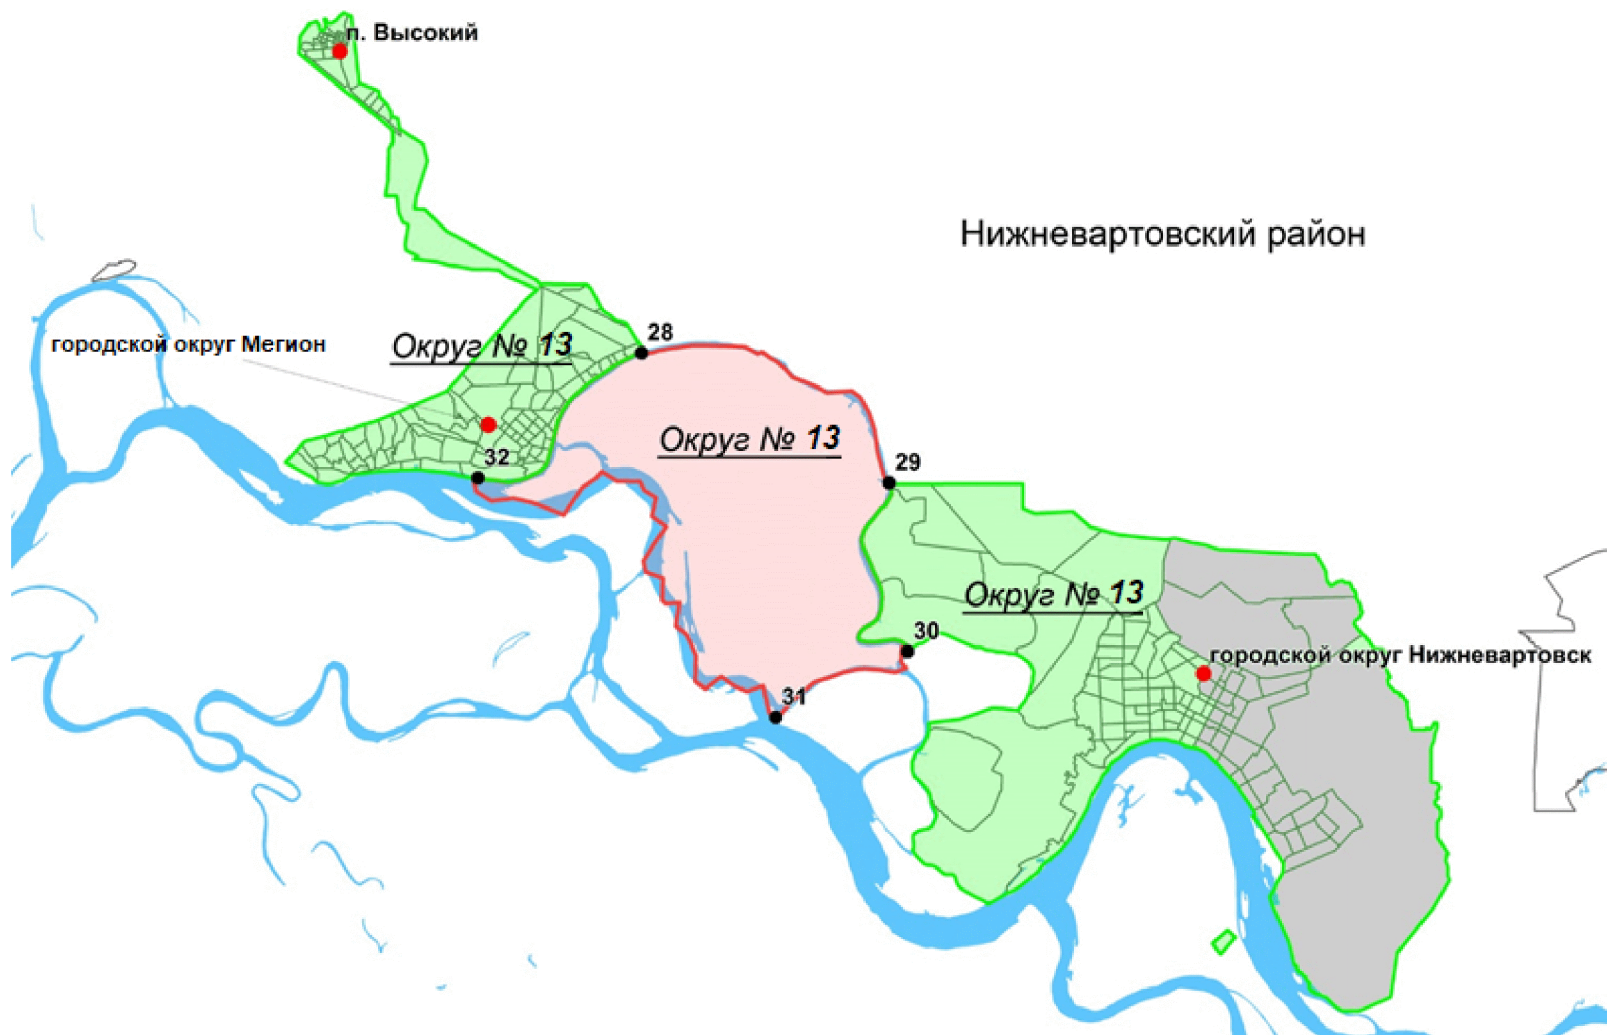 п. Высокий
Нижневартовский район
28
городской округ Мегион
Округ № 13
Округ № 13
32
29
Округ № 13
30
городской округ Нижневартовск
31